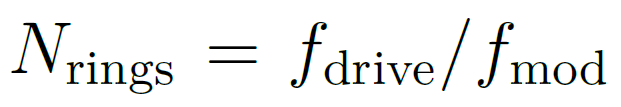 N_rings = f_drive/f_mod